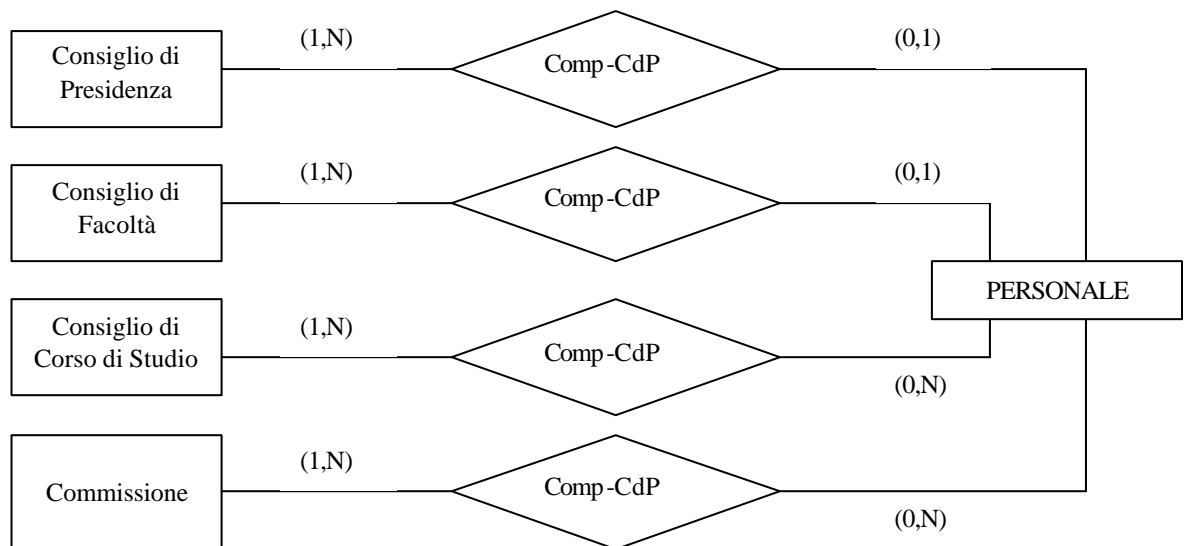 (1,N)
(0,1)
Consiglio di
Presidenza
Comp-CdP
(1,N)
(0,1)
Consiglio di
Facoltà
Comp-CdP
PERSONALE
Consiglio di
Corso di Studio
(1,N)
Comp-CdP
(0,N)
(1,N)
Commissione
Comp-CdP
(0,N)